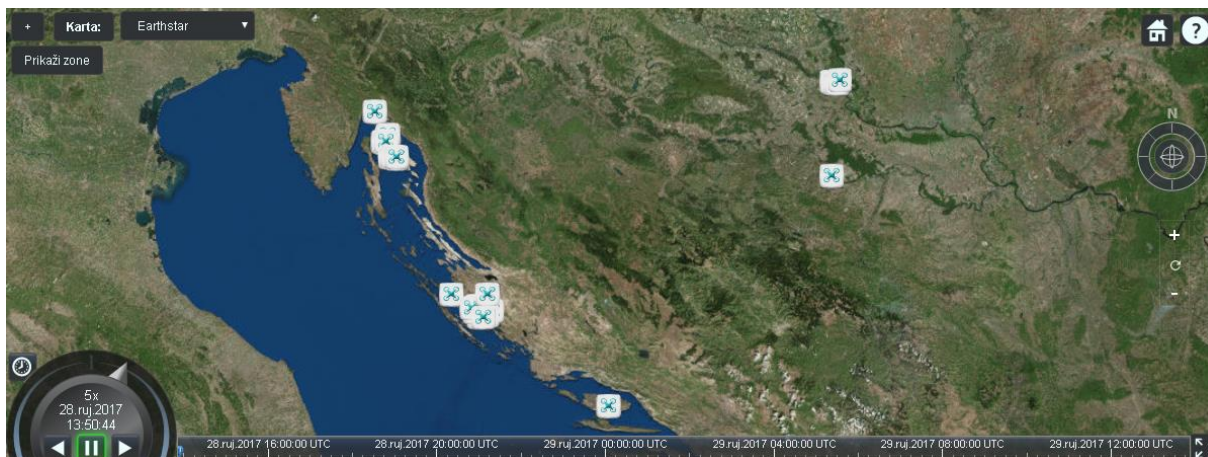 + Karta: Earthstar
?
Prikaži zone
N
+
-
5x
28.ruj.2017
13:50:44
28.ruj.2017 16:00:00 UTC 28.ruj.2017 20:00:00 UTC 29.ruj.2017 00:00:00 UTC 29.ruj.2017 04:00:00 UTC 29.ruj.2017 08:00:00 UTC 29.ruj.2017 12:00:00 UTC